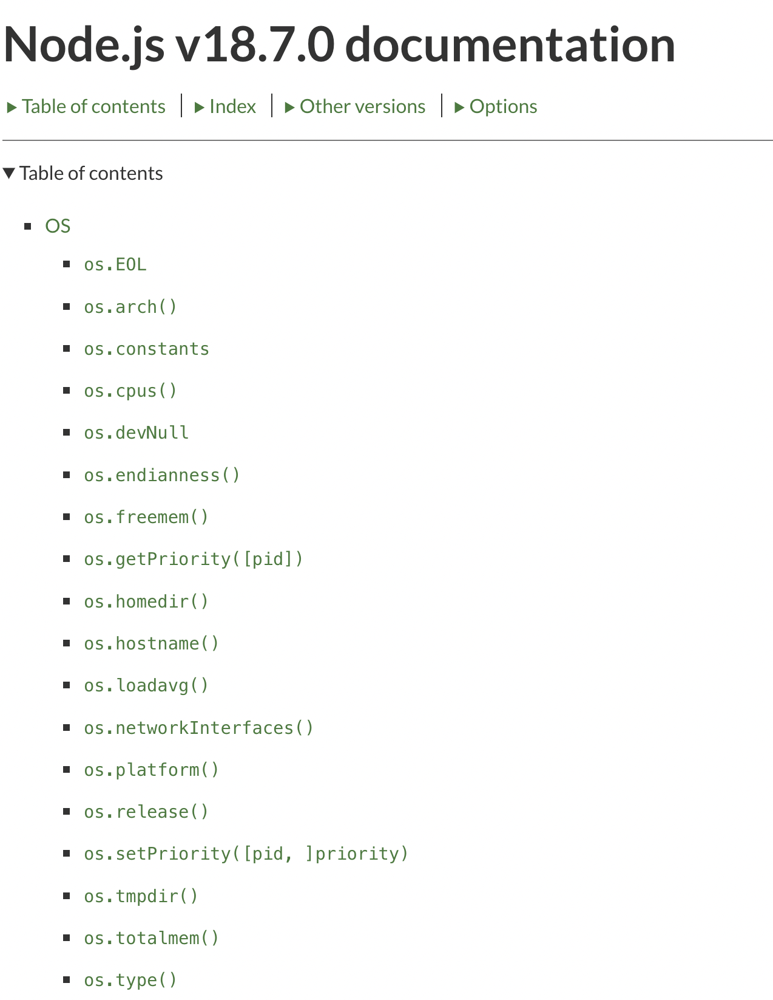 Node.js v18.7.0 documentation
Table of contents | Index | Other versions | Options
Table of contents
OS
os.EOL
os.arch()
os.constants
os.cpus()
os.devNull
os.endianness()
os.freemem()
os.getPriority([pid])
os.homedir()
os.hostname()
os.loadavg()
os.networkInterfaces()
os.platform()
os.release()
os.setPriority([pid, ]priority)
os.tmpdir()
os.totalmem()
os.type()